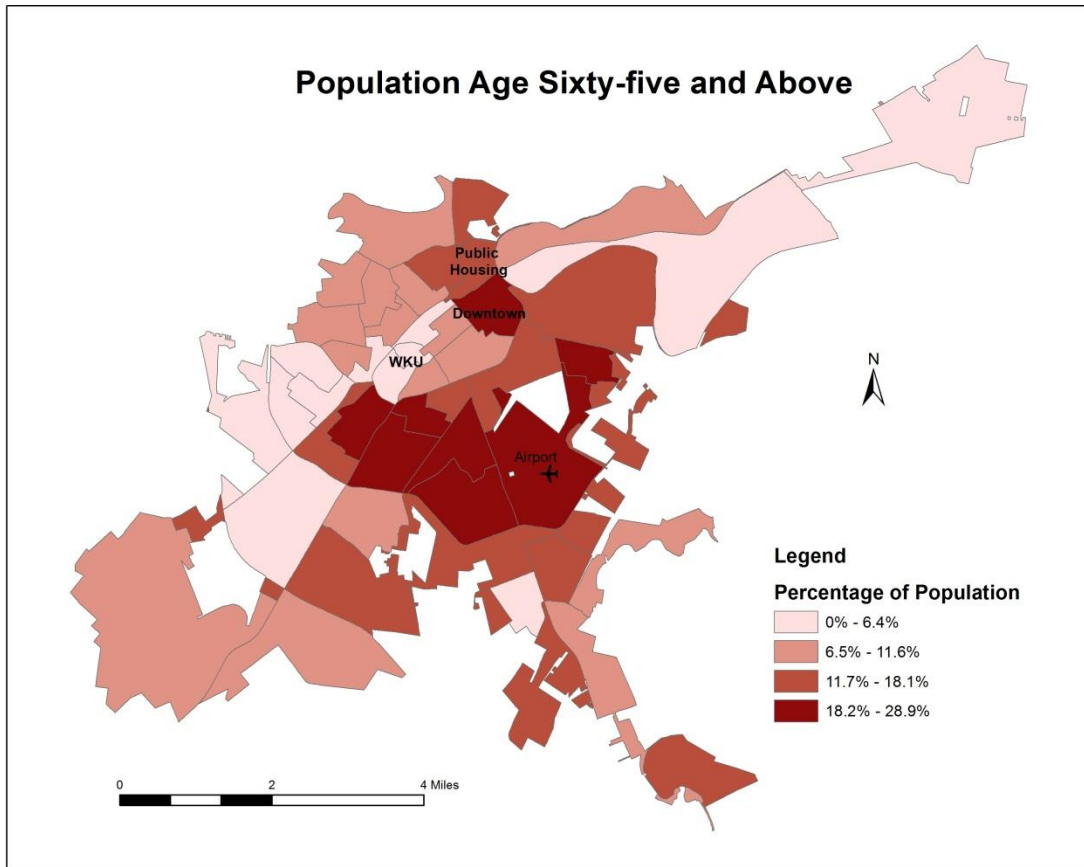 Population Age Sixty-five and Above
Public
Housing
Downtown
WKU
N
Airport
Legend
Percentage of Population
0% - 6.4%
6.5% - 11.6%
11.7% - 18.1%
18.2% - 28.9%
0 2 4 Miles